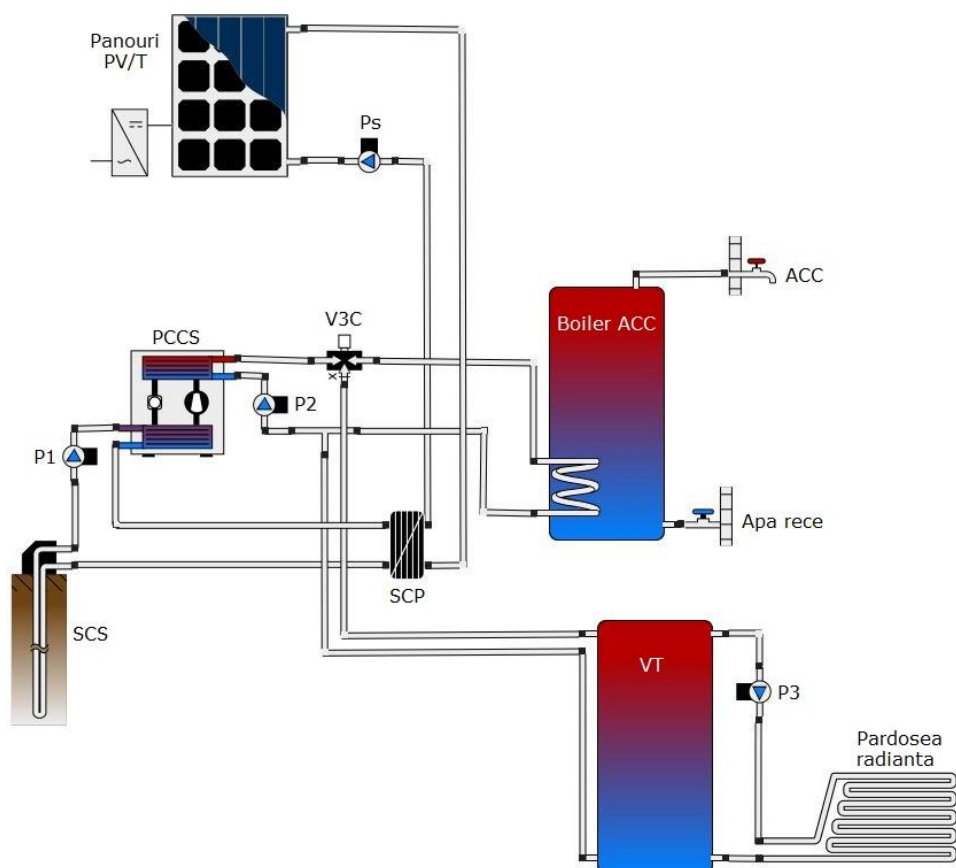 Panouri
PV/T
Ps
ACC
V3C
Boiler ACC
PCCS
P2
P1
Apa rece
SCP
SCS
VT
P3
Pardosea
radianta